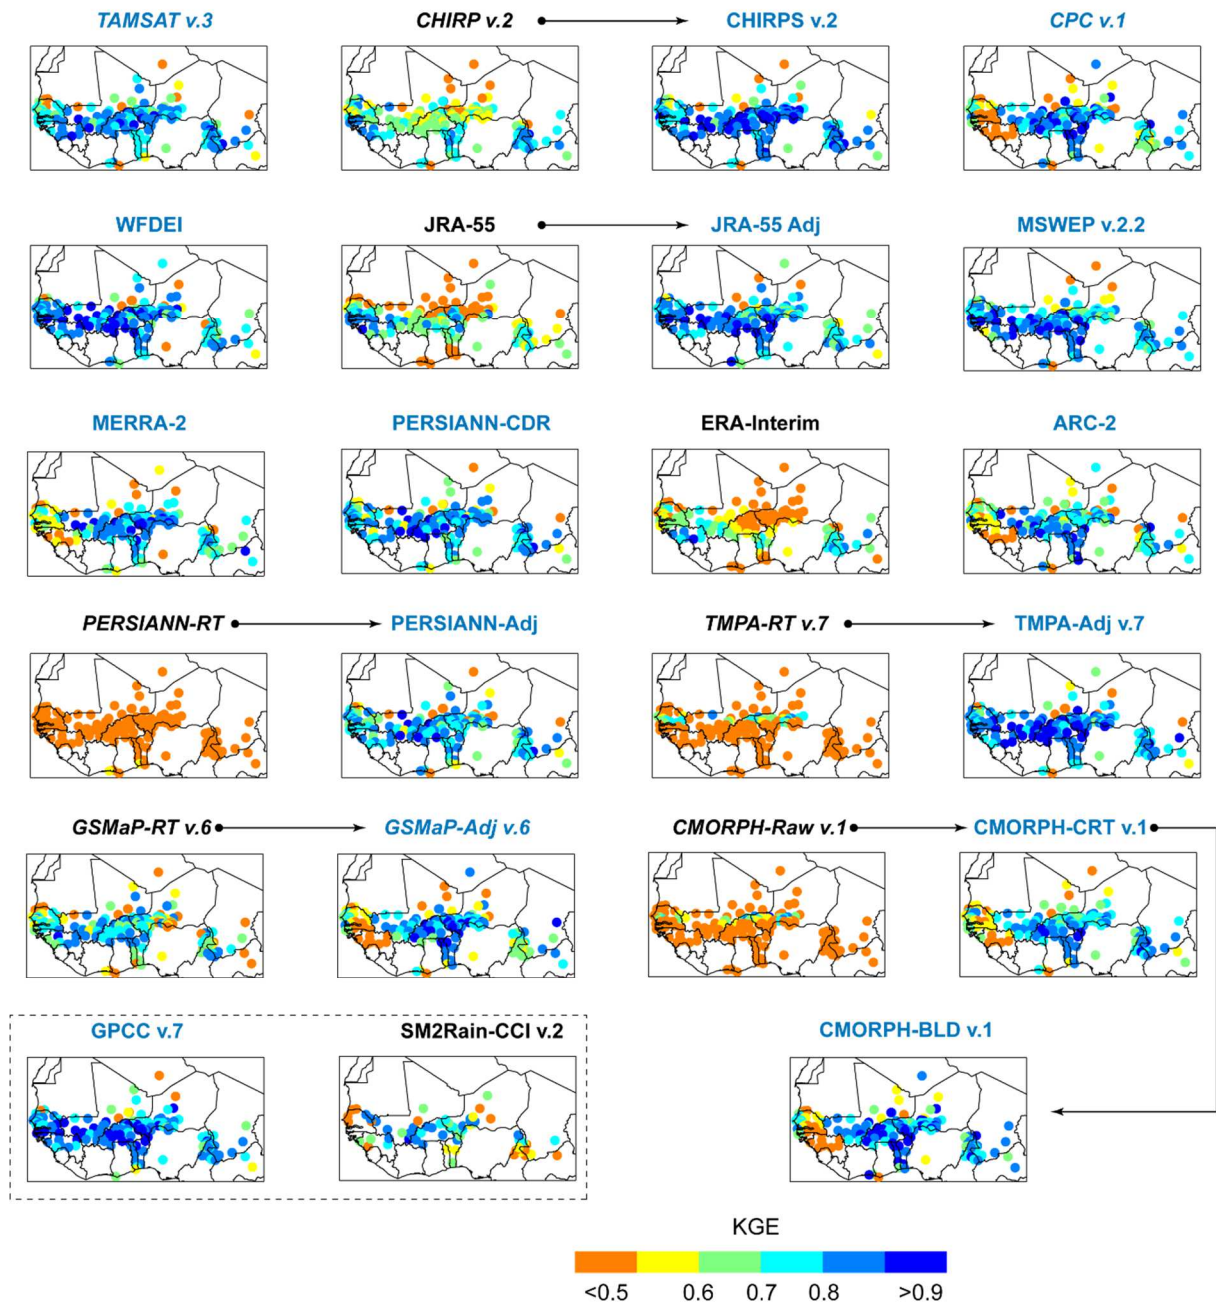 TAMSAT v.3 CHIRP v.2 CHIRPS v.2 CPC v.1
WFDEI JRA-55 JRA-55 Adj MSWEP v.2.2
MERRA-2 PERSIANN-CDR ERA-Interim ARC-2
PERSIANN-RT PERSIANN-Adj TMPA-RT v.7 TMPA-Adj v.7
GSMaP-RT v.6 GSMaP-Adj v.6 CMORPH-Raw v.1 CMORPH-CRT v.1
GPCC v.7 SM2Rain-CCI v.2 CMORPH-BLD v.1
KGE
<0.5 0.6 0.7 0.8 >0.9